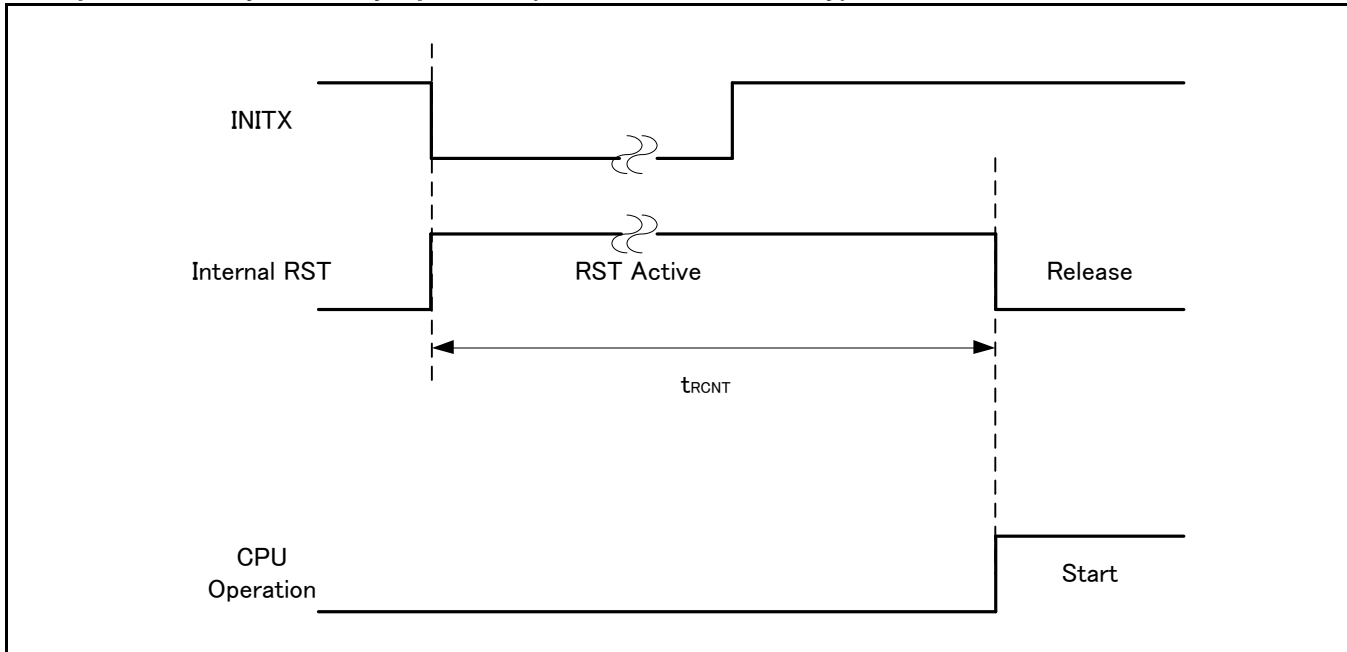 INITX
Internal RST
RST Active
Release
tRCNT
CPU
Operation
Start